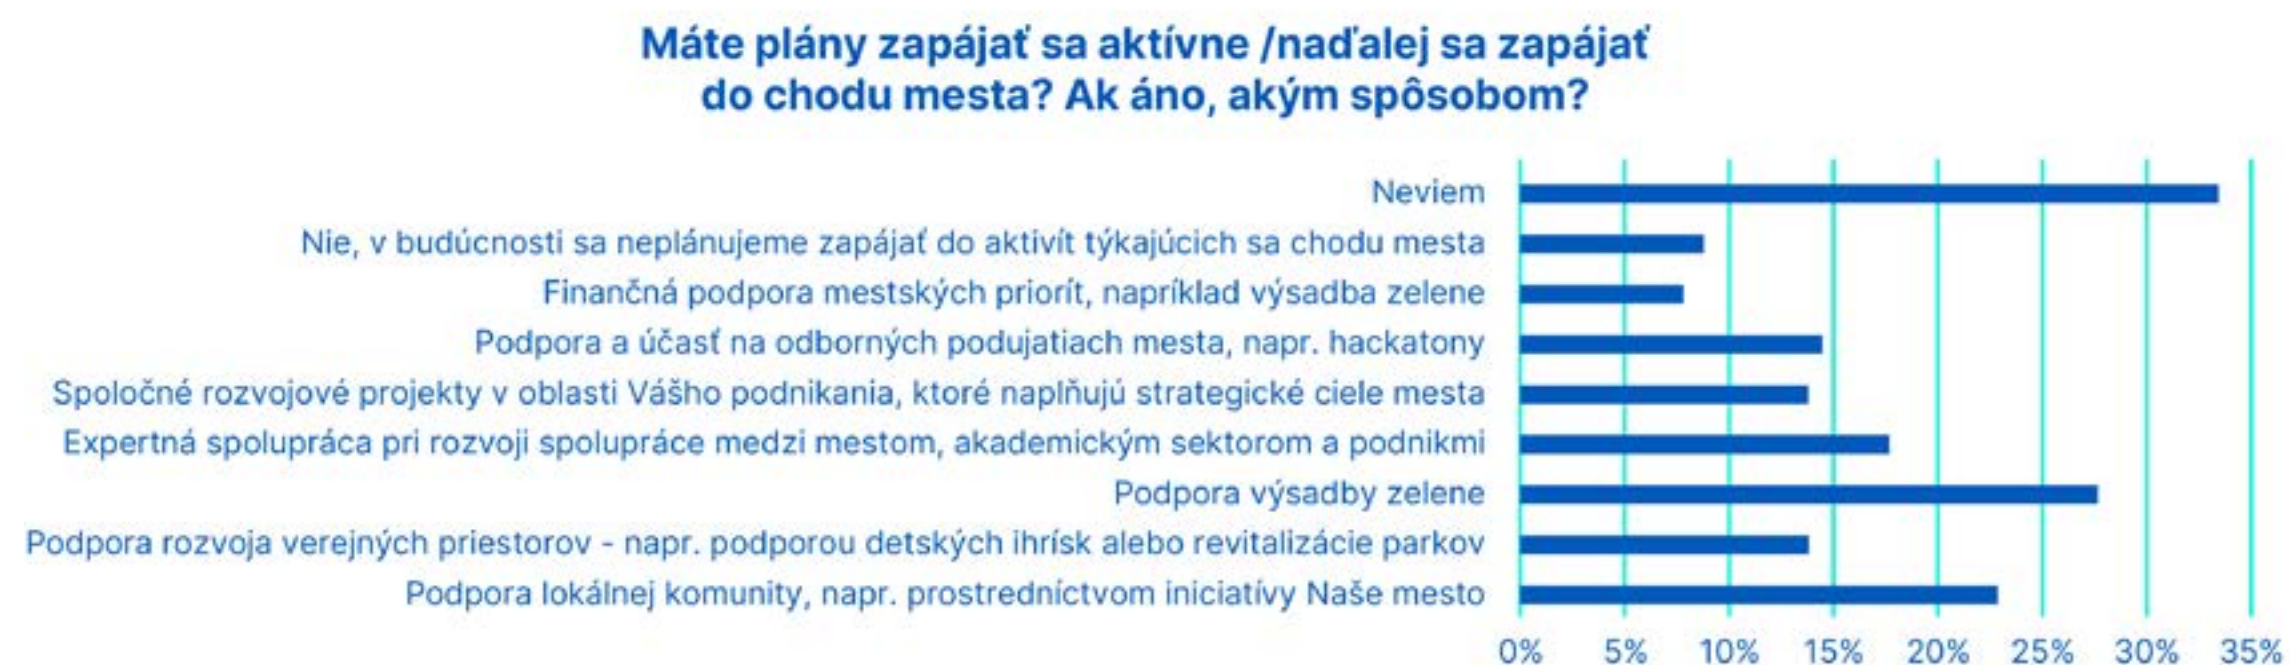 Máte plány zapájať sa aktívne /naďalej sa zapájať
do chodu mesta? Ak áno, akým spôsobom?
Neviem
Nie, v budúcnosti sa neplánujeme zapájať do aktivít týkajúcich sa chodu mesta
Finančná podpora mestských priorít, napríklad výsadba zelene
Podpora a účasť na odborných podujatiach mesta, napr. hackatony
Spoločné rozvojové projekty v oblasti Vášho podnikania, ktoré naplňujú strategické ciele mesta
Expertná spolupráca pri rozvoji spolupráce medzi mestom, akademickým sektorom a podnikmi
Podpora výsadby zelene
Podpora rozvoja verejných priestorov - napr. podporou detských ihrísk alebo revitalizácie parkov
Podpora lokálnej komunity, napr. prostredníctvom iniciatívy Naše mesto
0% 5% 10% 15% 20% 25% 30% 35%